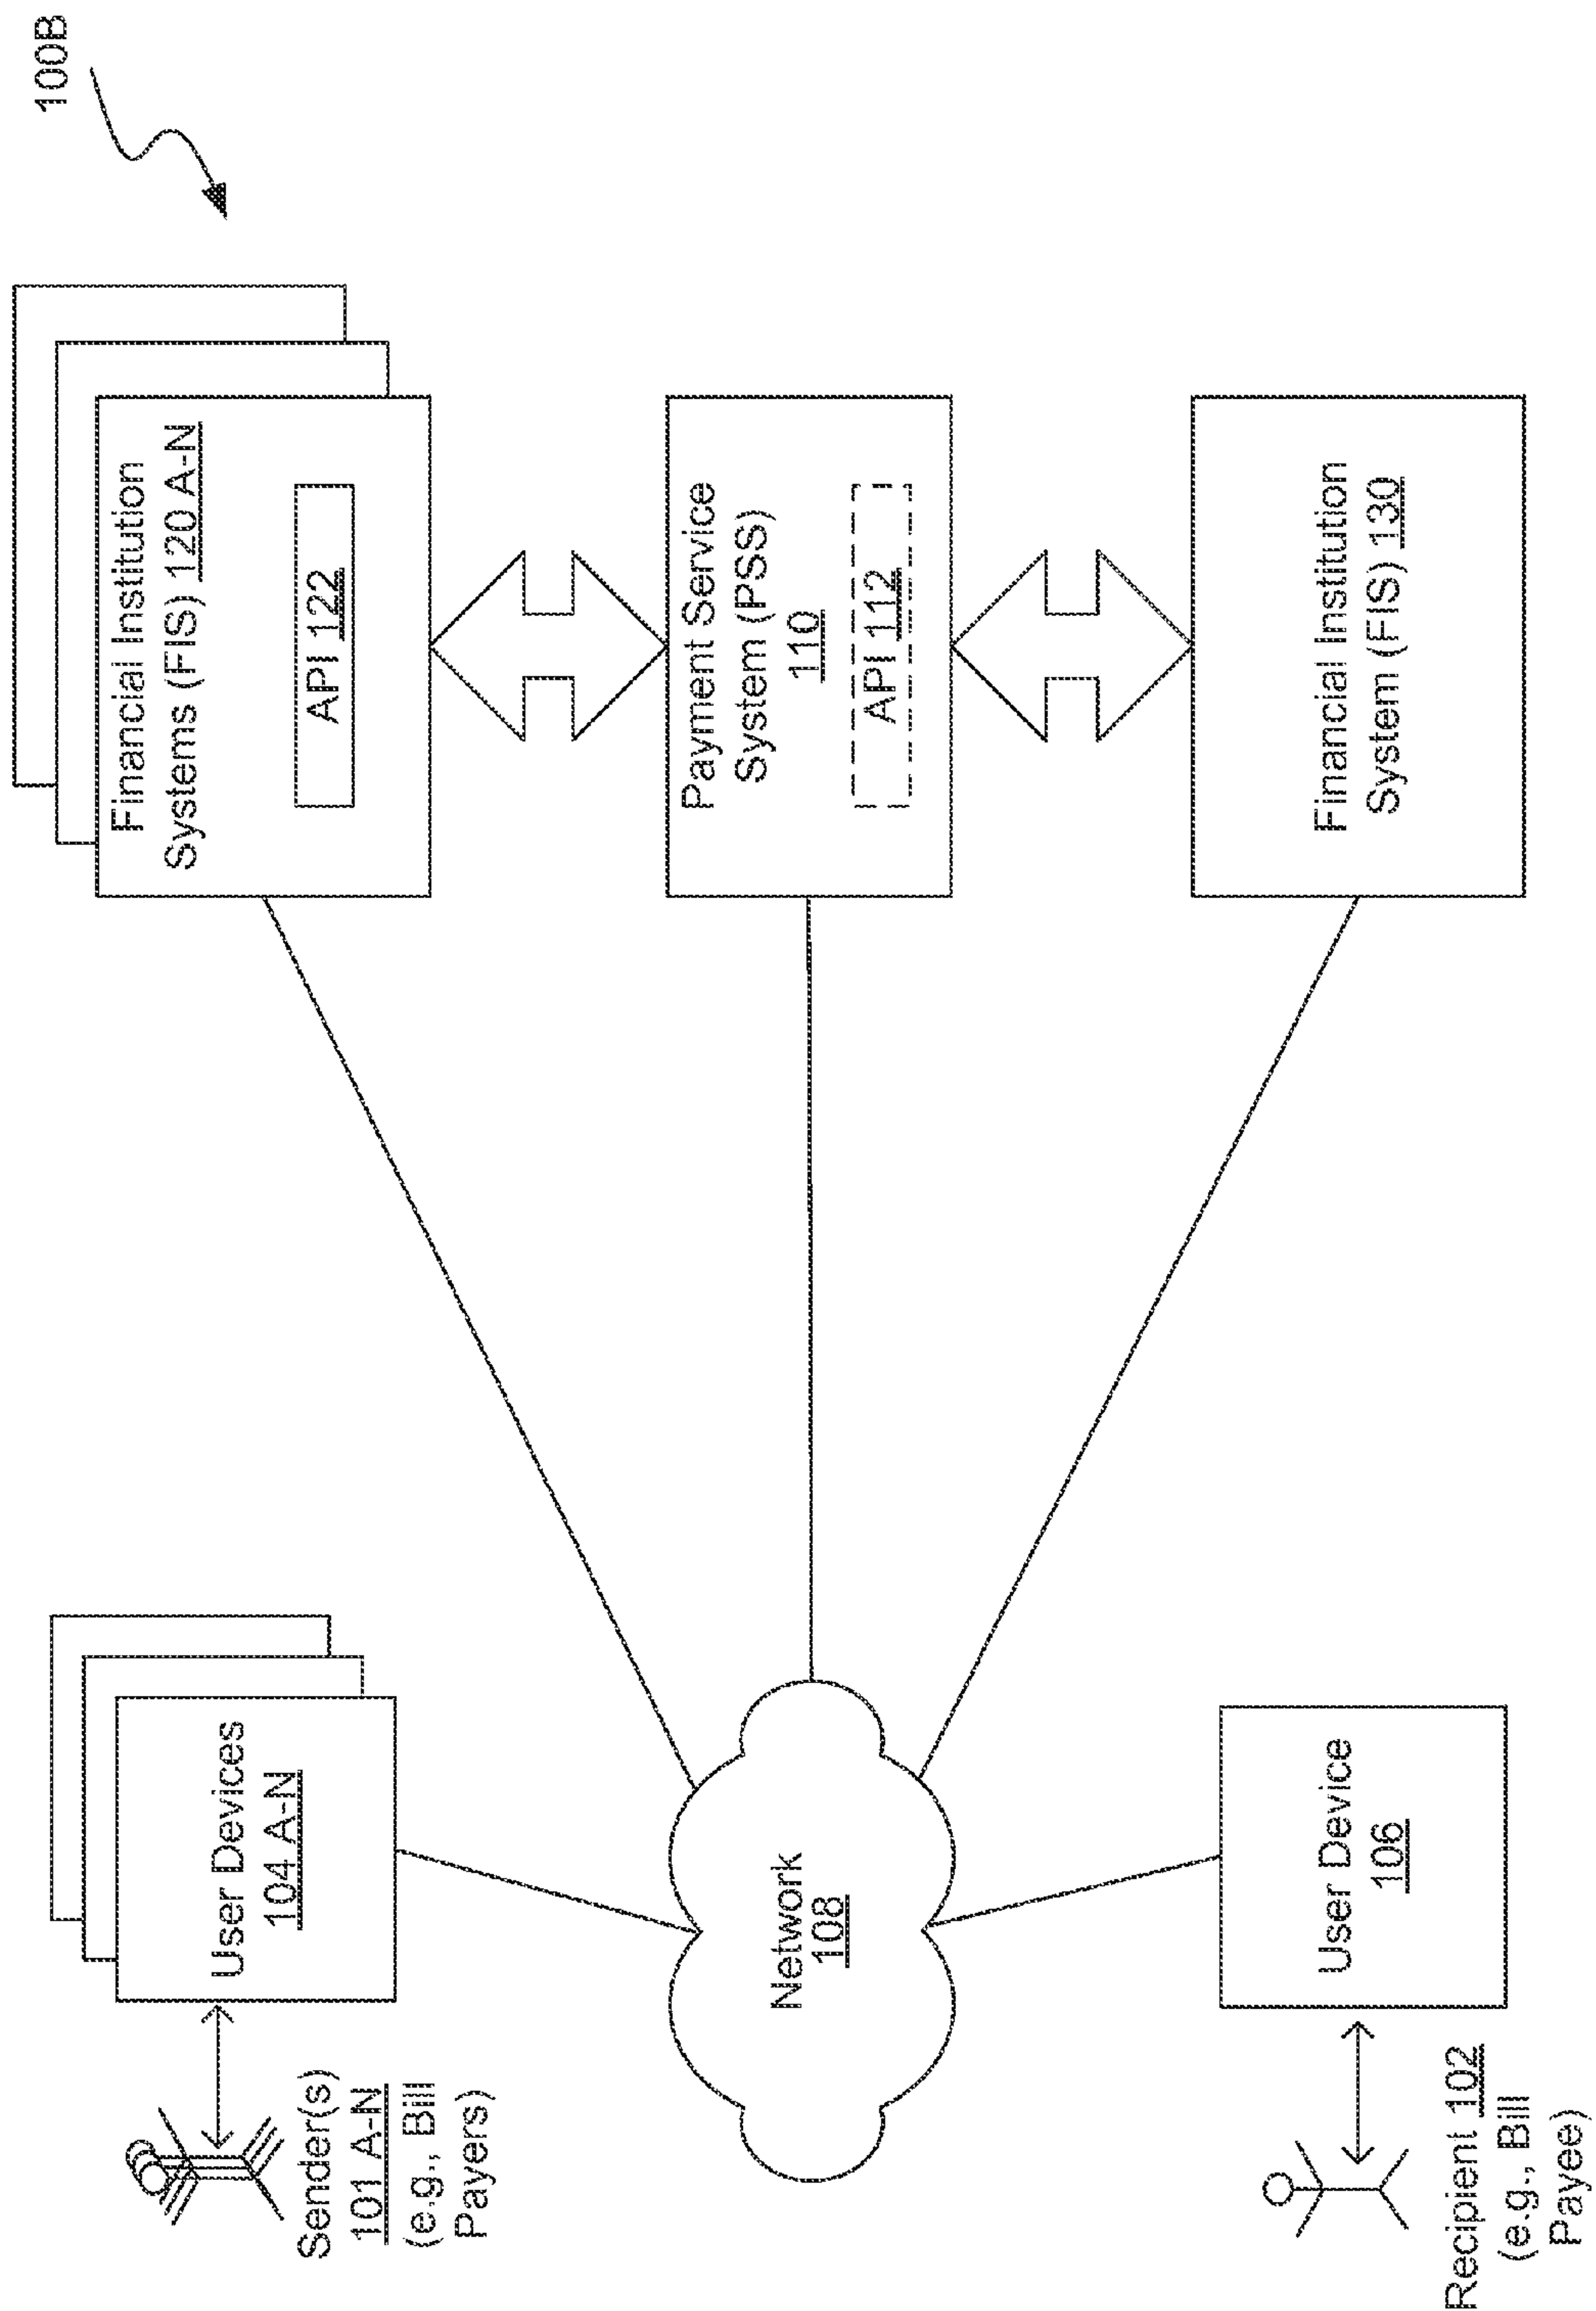 100B
Sender(s)
101 A-N
(e.g., Bill
Payers)
User Devices
104 A-N
Financial Institution
Systems (FIS) 120 A-N
API 122
Network
108
Payment Service
System (PSS)
110
API 112
Recipient 102
(e.g., Bill
Payee)
User Device
106
Financial Institution
System (FIS) 130